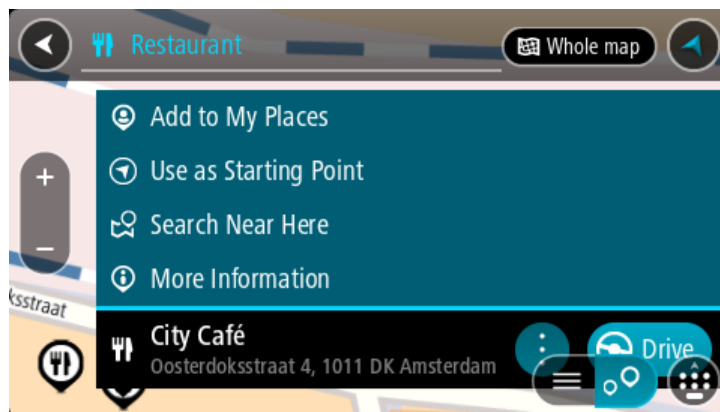 Restaurant
Whole map
Add to My Places
Use as Starting Point
Search Near Here
More Information
ksstraat
City Café
Oosterdoksstraat 4, 1011 DK Amsterdam
Drive